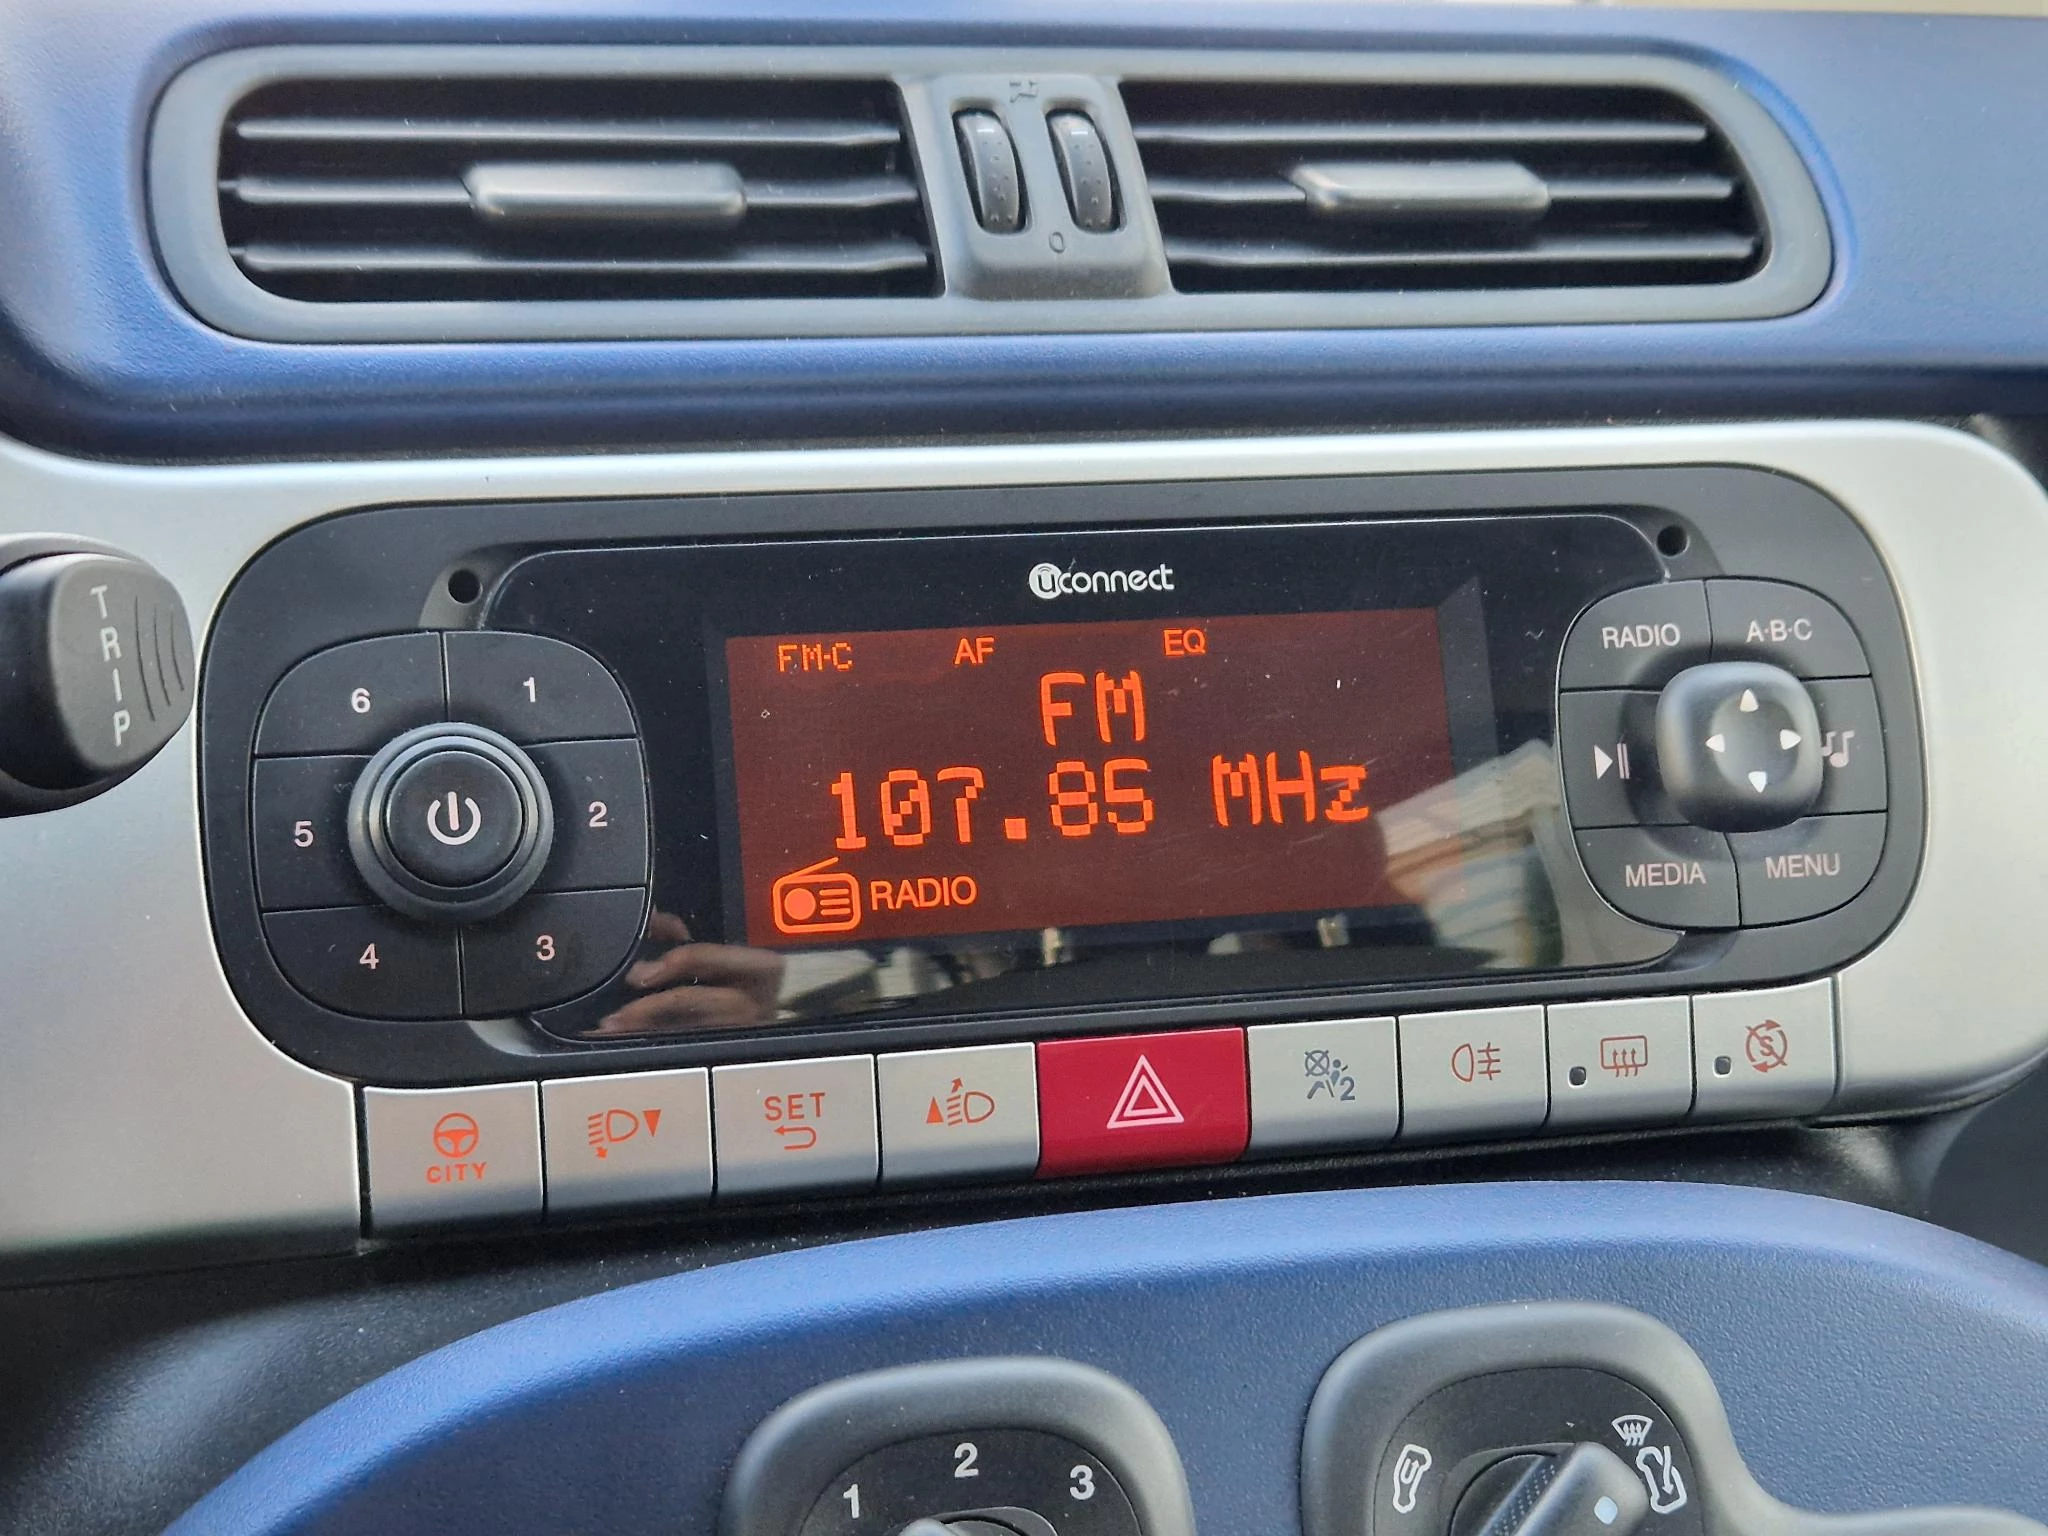 0
TRIP
uconnect
FM-C AF EQ
FM
107.85 MHz
RADIO
6 1
5 2
4 3
RADIO A·B·C
MEDIA MENU
CITY
SET
2
1 2 3